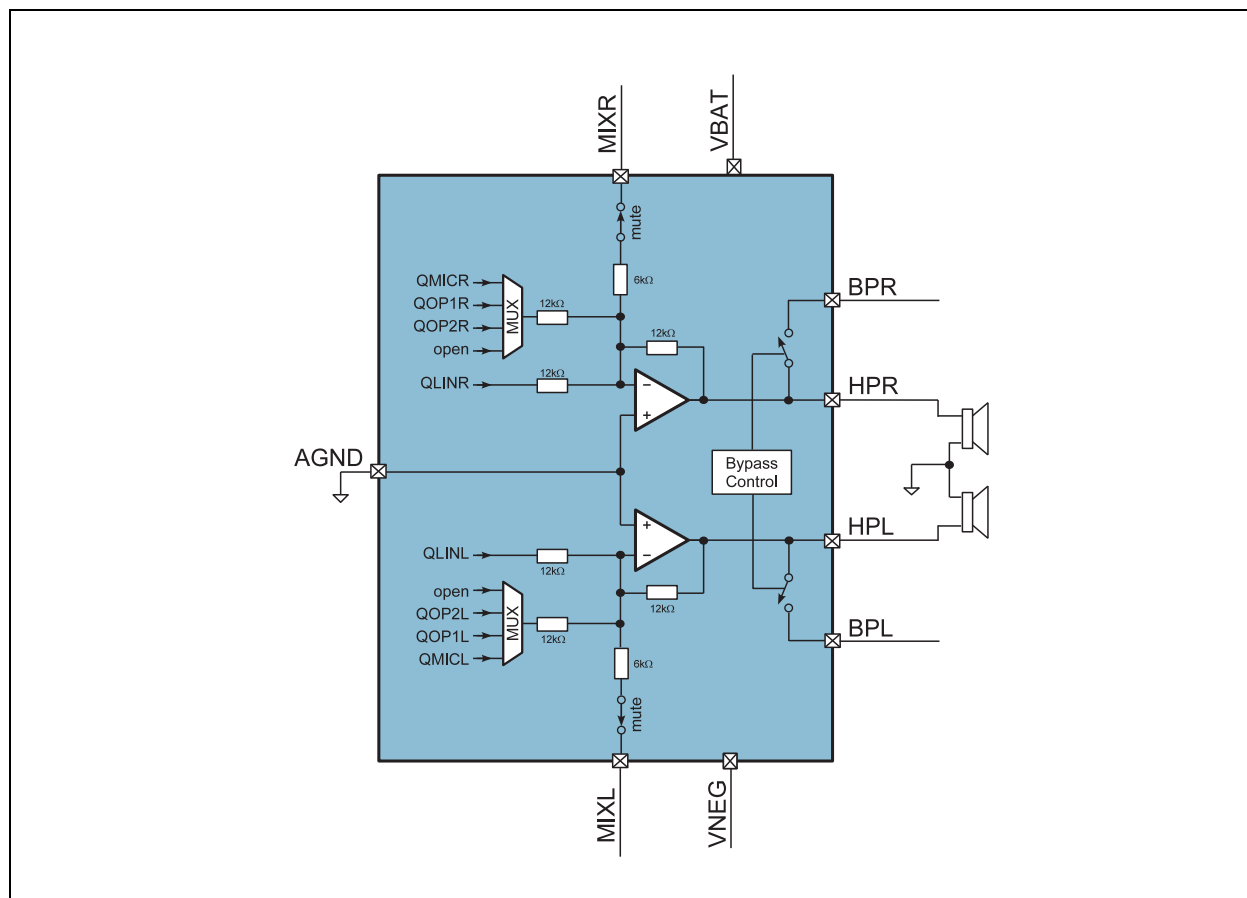 MIXR
VBAT
mute
6kΩ
QMICR
QOP1R
QOP2R
open
MUX
12kΩ
12kΩ
QLINR
12kΩ
−
+
BPR
HPR
AGND
Bypass
Control
+
−
HPL
QLINL
12kΩ
open
QOP2L
QOP1L
QMICL
MUX
12kΩ
12kΩ
6kΩ
mute
BPL
MIXL
VNEG